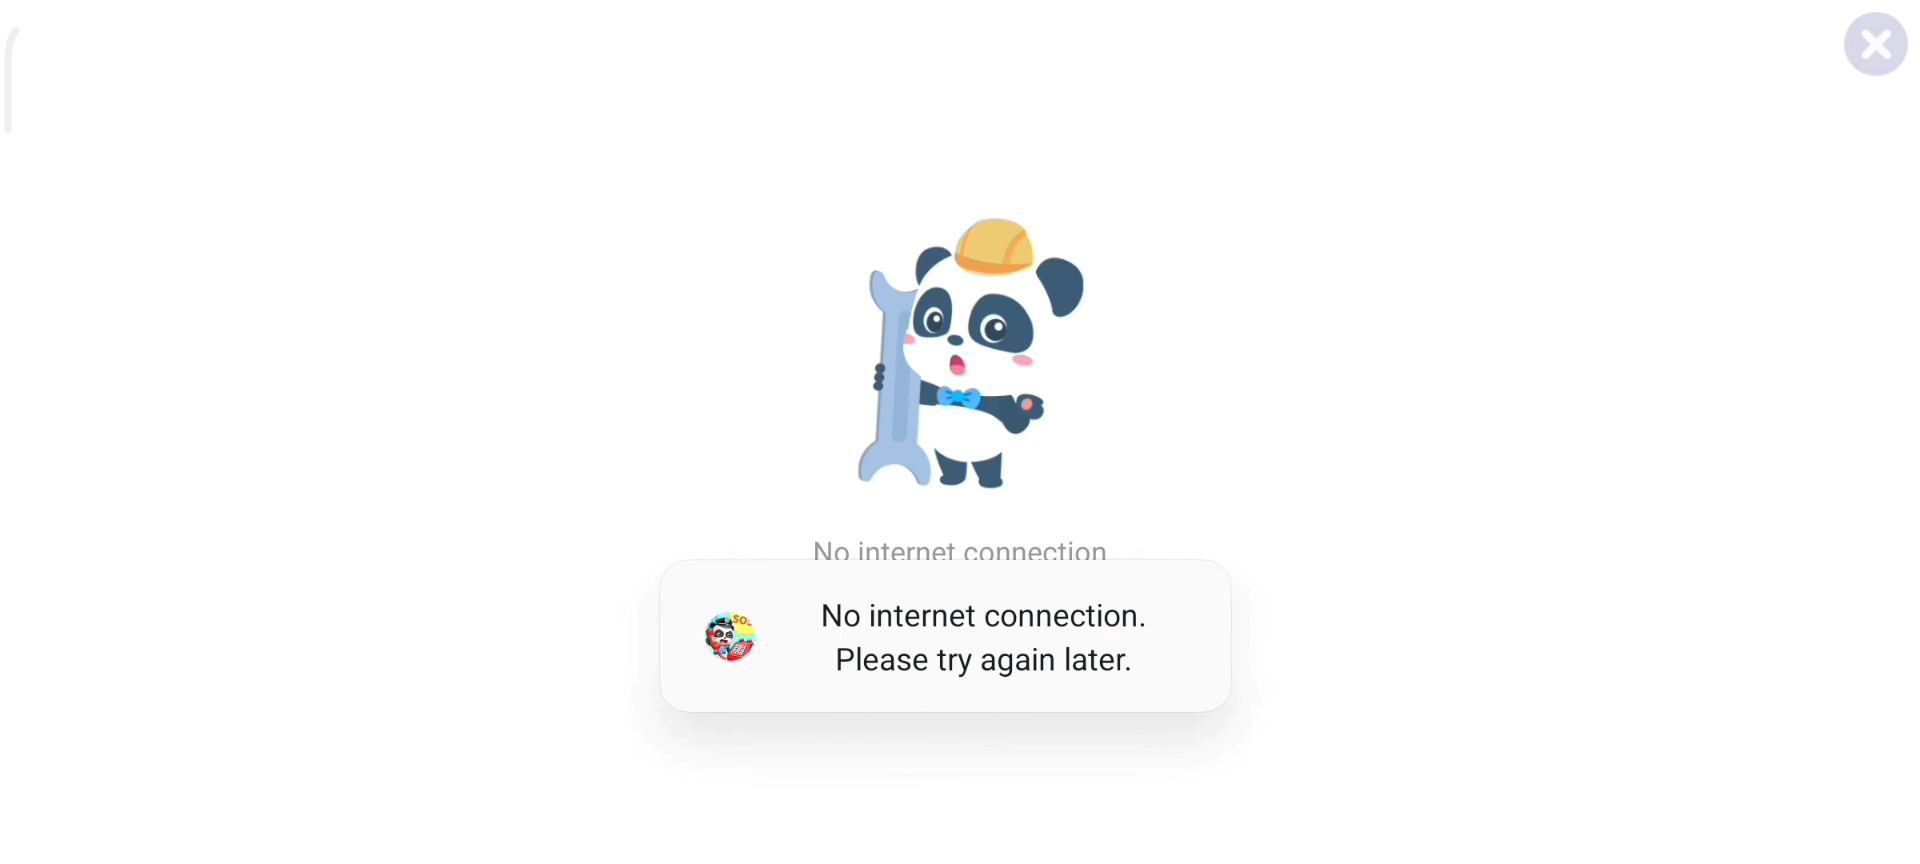 No internet connection
No internet connection.
Please try again later.